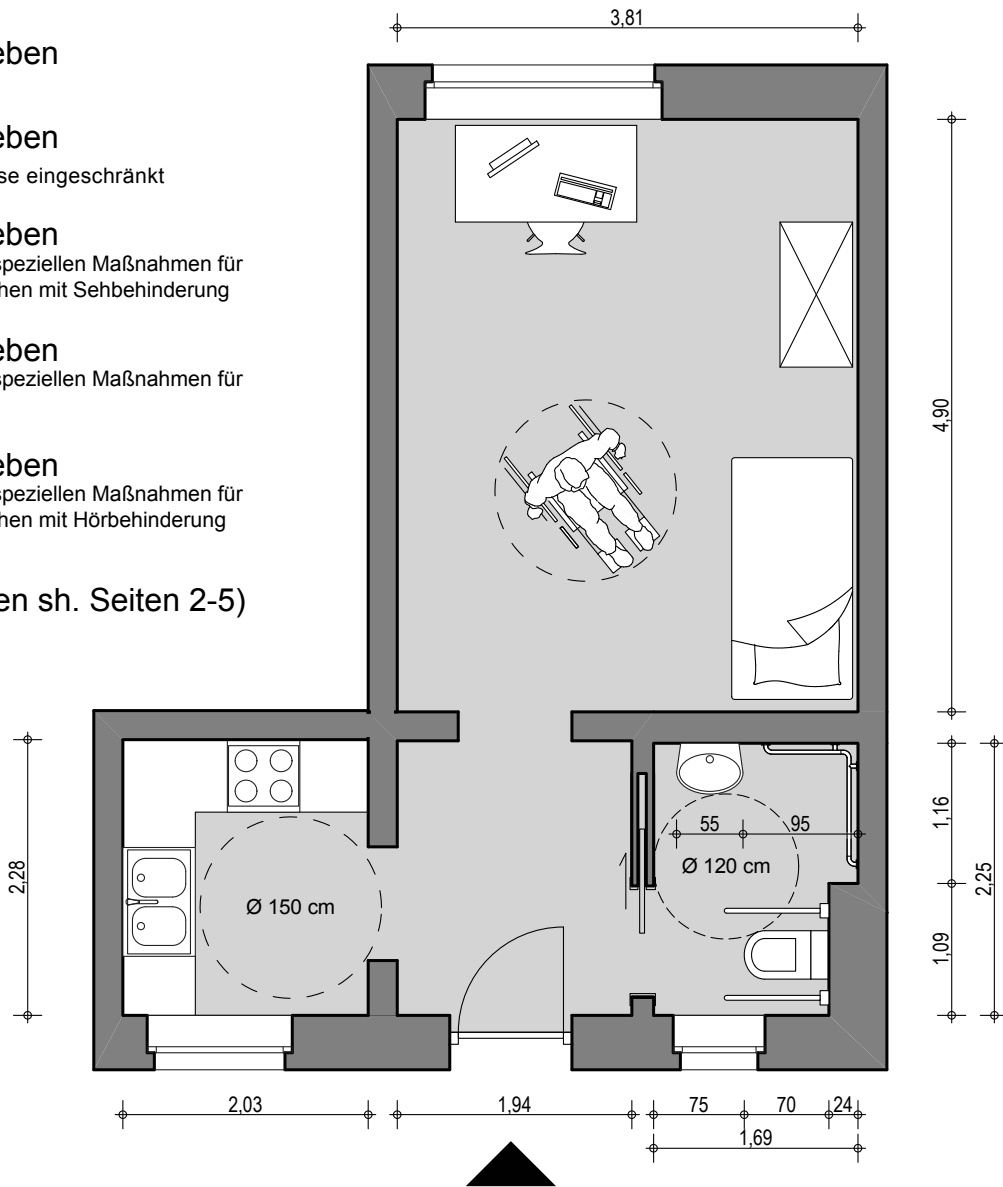 eben
eben
se eingeschränkt
eben
speziellen Maßnahmen für
hen mit Sehbehinderung
eben
speziellen Maßnahmen für
eben
speziellen Maßnahmen für
hen mit Hörbehinderung
en sh. Seiten 2-5)
3,81
4,90
2,28
Ø 150 cm
55 95
Ø 120 cm
1
1,16
1,09
2,25
2,03 1,94 75 70 24
1,69